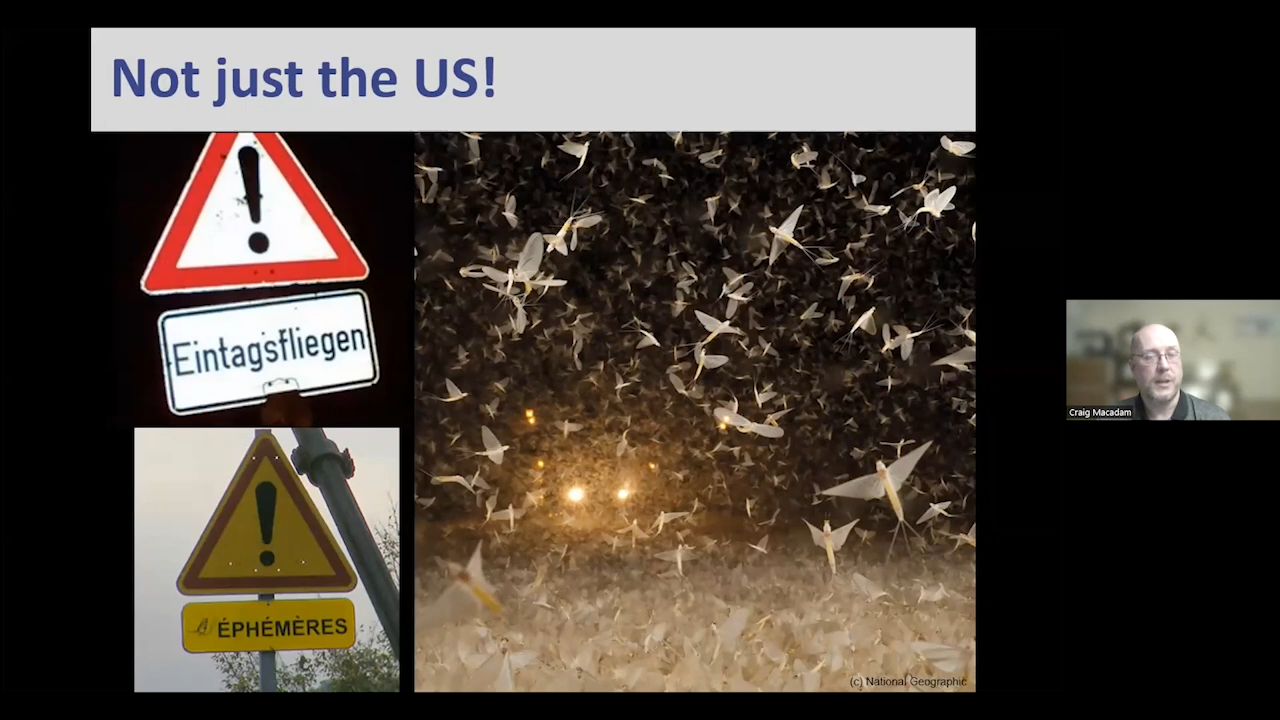 Not just the US!
Eintagsfliegen
ÉPHÉMÈRES
(c) National Geographic
Craig Macadam